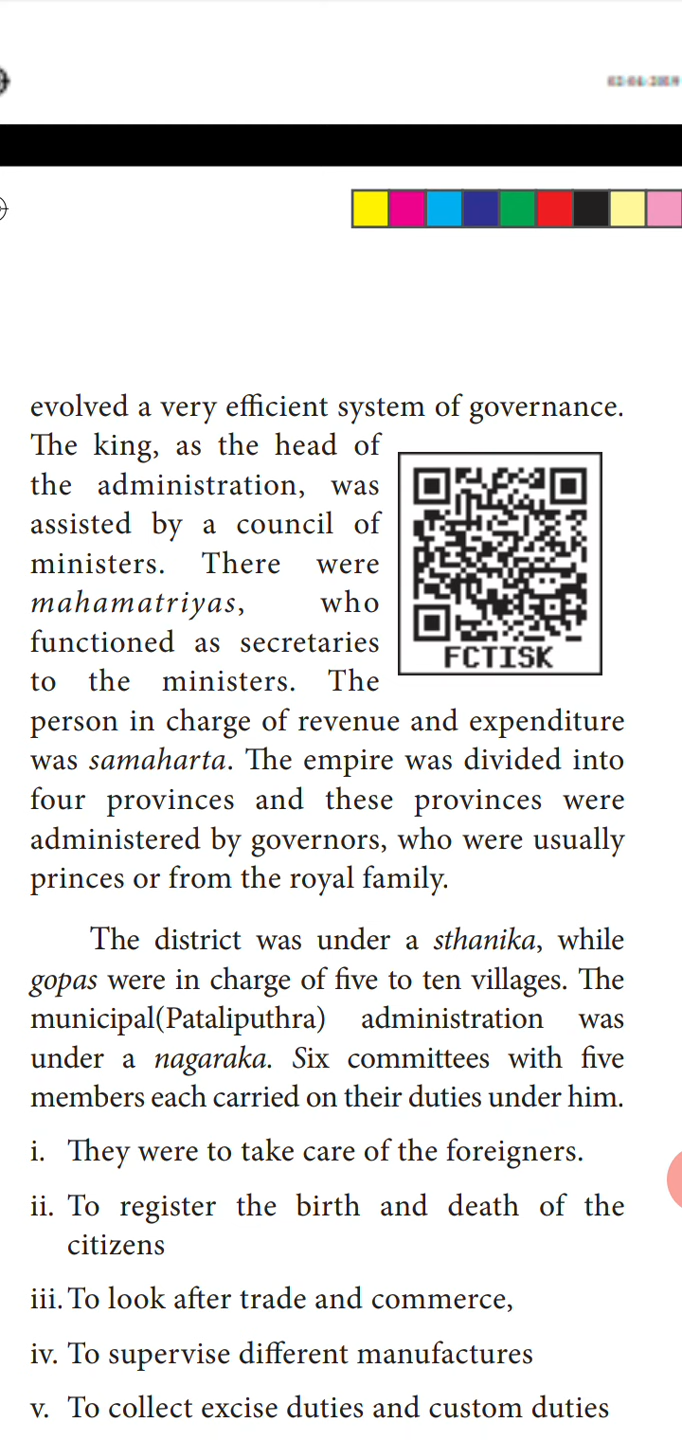 02-04-2019
evolved a very efficient system of governance.
The king, as the head of
the administration, was
assisted by a council of
ministers. There were
mahamatriyas, who
functioned as secretaries
to the ministers. The
FCTISK
person in charge of revenue and expenditure
was samaharta. The empire was divided into
four provinces and these provinces were
administered by governors, who were usually
princes or from the royal family.
The district was under a sthanika, while
gopas were in charge of five to ten villages. The
municipal(Pataliputhra) administration was
under a nagaraka. Six committees with five
members each carried on their duties under him.
i. They were to take care of the foreigners.
ii. To register the birth and death of the
citizens
iii. To look after trade and commerce,
iv. To supervise different manufactures
v. To collect excise duties and custom duties